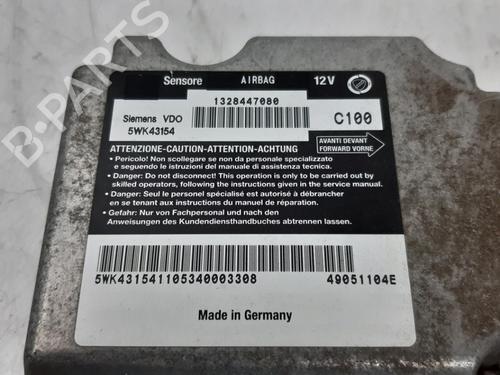 Sensore AIRBAG 12V
1328447080
Siemens VDO
5WK43154
C100
AVANTI DEVANT
FORWARD VORNE
ATTENZIONE-CAUTION-ATTENTION-ACHTUNG
• Pericolo! Non scollegare se non da personale specializzato
e seguendo le istruzioni del manuale di assistenza tecnica.
• Danger: Do not disconnect! This operation is only to be carried out by
skilled operators, following the instructions given in the service manual.
• Danger: Seul le personel spécialisé est autorisé à débrancher
en se tenant aux instructions du manuel de réparation.
• Gefahr: Nur von Fachpersonal und nach den
Anweisungen des Kundendiensthandbuches abtrennen lassen.
5WK431541105340003308 49051104E
Made in Germany
B-PARTS